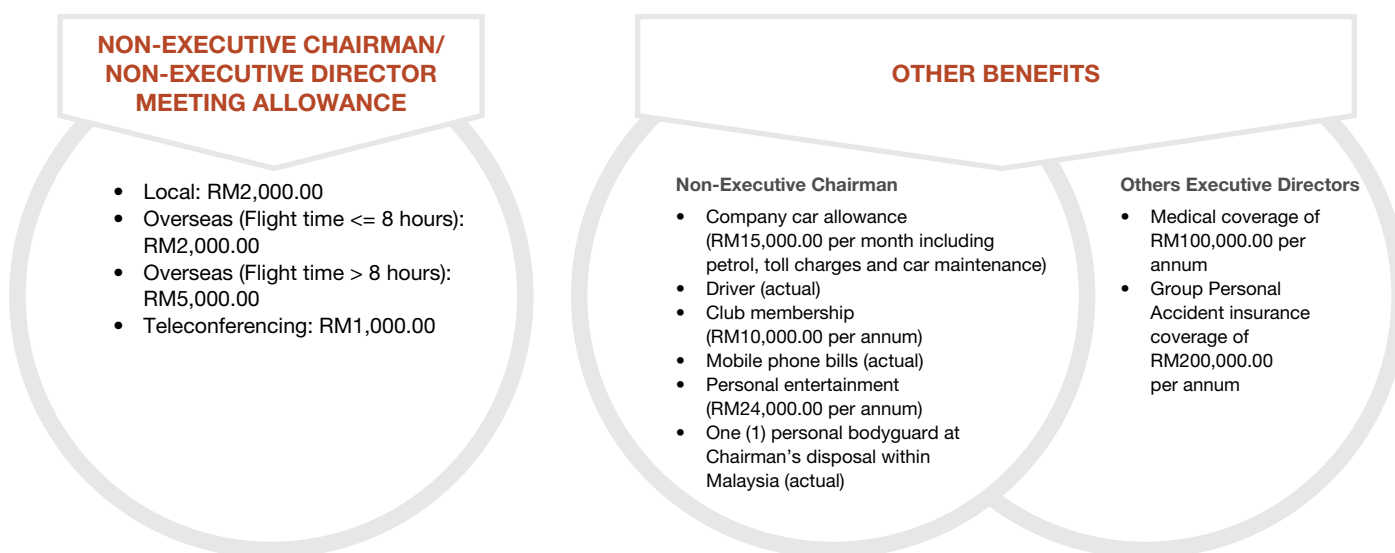 NON-EXECUTIVE CHAIRMAN/
NON-EXECUTIVE DIRECTOR
MEETING ALLOWANCE
• Local: RM2,000.00
• Overseas (Flight time <= 8 hours):
RM2,000.00
• Overseas (Flight time > 8 hours):
RM5,000.00
• Teleconferencing: RM1,000.00
OTHER BENEFITS
Non-Executive Chairman
• Company car allowance
(RM15,000.00 per month including
petrol, toll charges and car maintenance)
• Driver (actual)
• Club membership
(RM10,000.00 per annum)
• Mobile phone bills (actual)
• Personal entertainment
(RM24,000.00 per annum)
• One (1) personal bodyguard at
Chairman’s disposal within
Malaysia (actual)
Others Executive Directors
• Medical coverage of
RM100,000.00 per
annum
• Group Personal
Accident insurance
coverage of
RM200,000.00
per annum